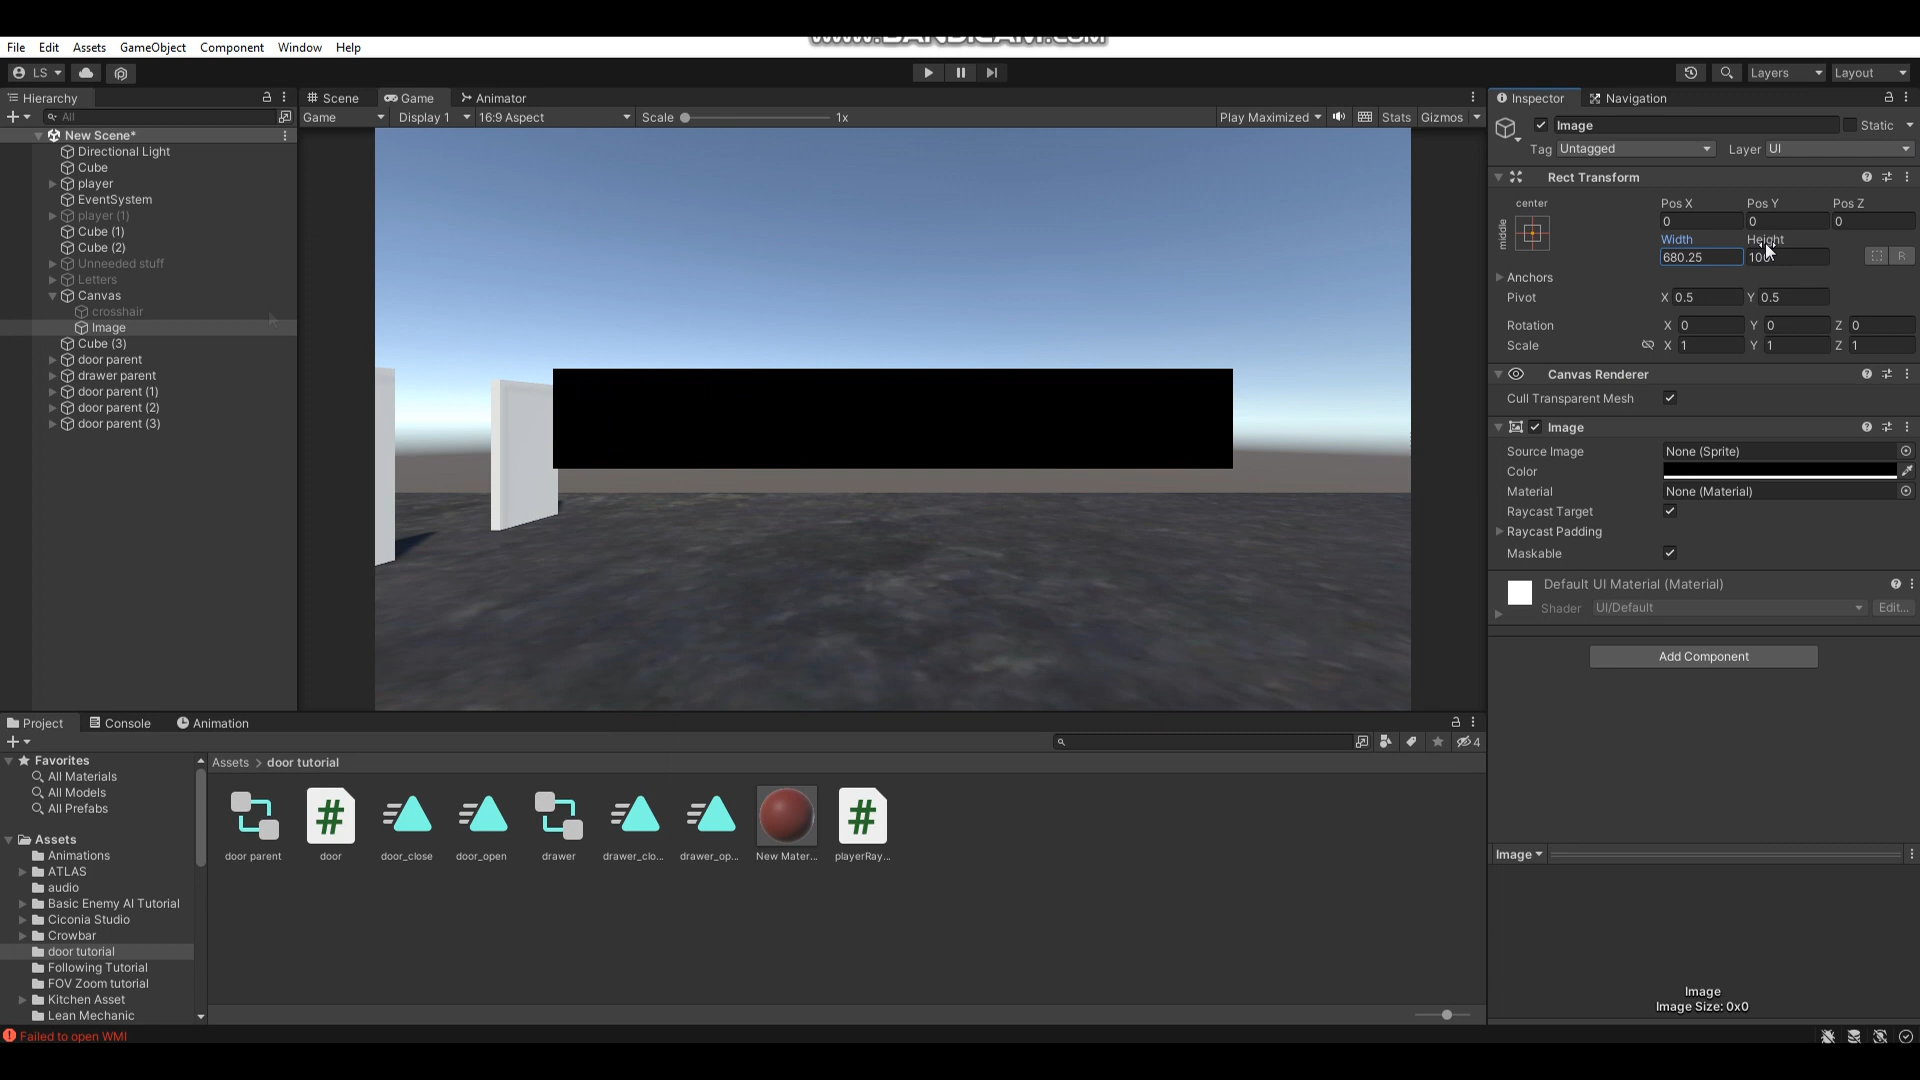 www.BANDICAM.com
File Edit Assets GameObject Component Window Help
LS Layers Layout
Hierarchy Scene Game Animator Inspector Navigation
All Game Display 1 16:9 Aspect Scale 1x Play Maximized Stats Gizmos Image Static
New Scene*
Tag Untagged Layer UI
Directional Light
Cube
player
EventSystem
player (1)
Cube (1)
Cube (2)
Unneeded stuff
Letters
Canvas
crosshair
Image
Cube (3)
door parent
drawer parent
door parent (1)
door parent (2)
door parent (3)
Rect Transform
center
middle
Pos X Pos Y Pos Z
0 0 0
Width Height
680.25 100
R
Anchors
Pivot X 0.5 Y 0.5
Rotation X 0 Y 0 Z 0
Scale X 1 Y 1 Z 1
Canvas Renderer
Cull Transparent Mesh
Image
Source Image None (Sprite)
Color
Material None (Material)
Raycast Target
Raycast Padding
Maskable
Default UI Material (Material)
Shader UI/Default Edit...
Add Component
Image
Image
Image Size: 0x0
Project Console Animation
4
Favorites
All Materials
All Models
All Prefabs
Assets
Animations
ATLAS
audio
Basic Enemy AI Tutorial
Ciconia Studio
Crowbar
door tutorial
Following Tutorial
FOV Zoom tutorial
Kitchen Asset
Lean Mechanic
Assets > door tutorial
door parent door door_close door_open drawer drawer_clo... drawer_op... New Mater... playerRay...
Failed to open WMI